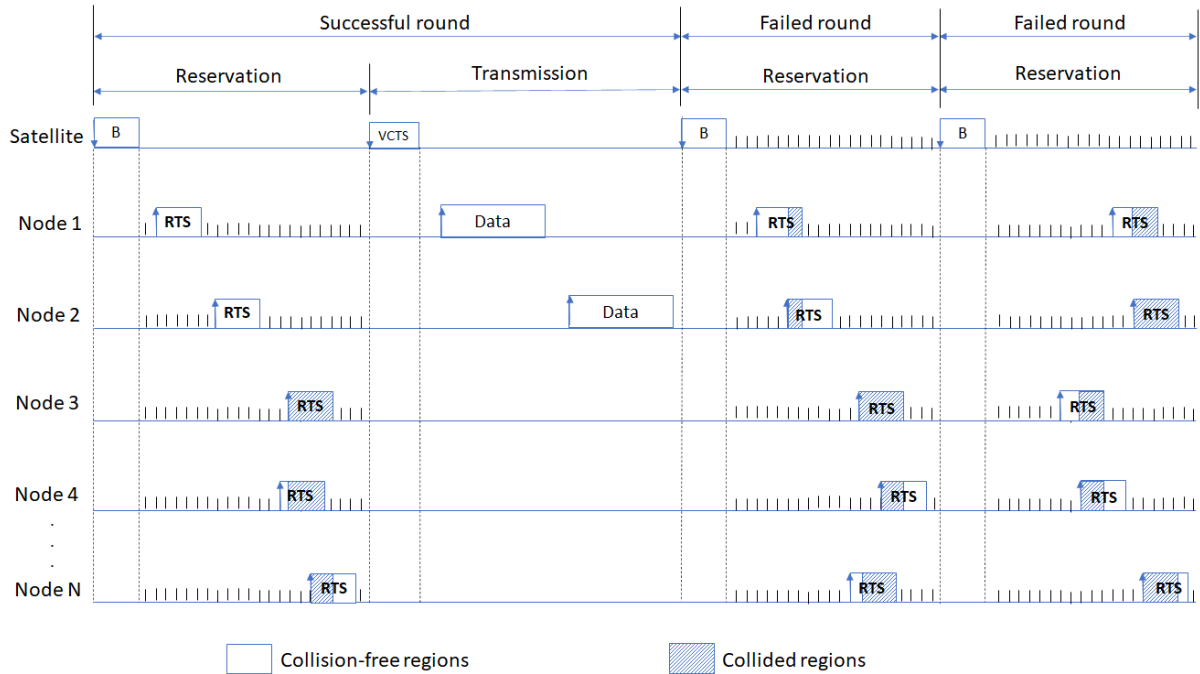 Successful round Failed round Failed round
Reservation Transmission Reservation Reservation
Satellite B VCTS B B
Node 1 RTS Data RTS RTS
Node 2 RTS Data RTS RTS
Node 3 RTS RTS RTS
Node 4 RTS RTS RTS
.
.
.
Node N RTS RTS RTS
Collision-free regions Collided regions